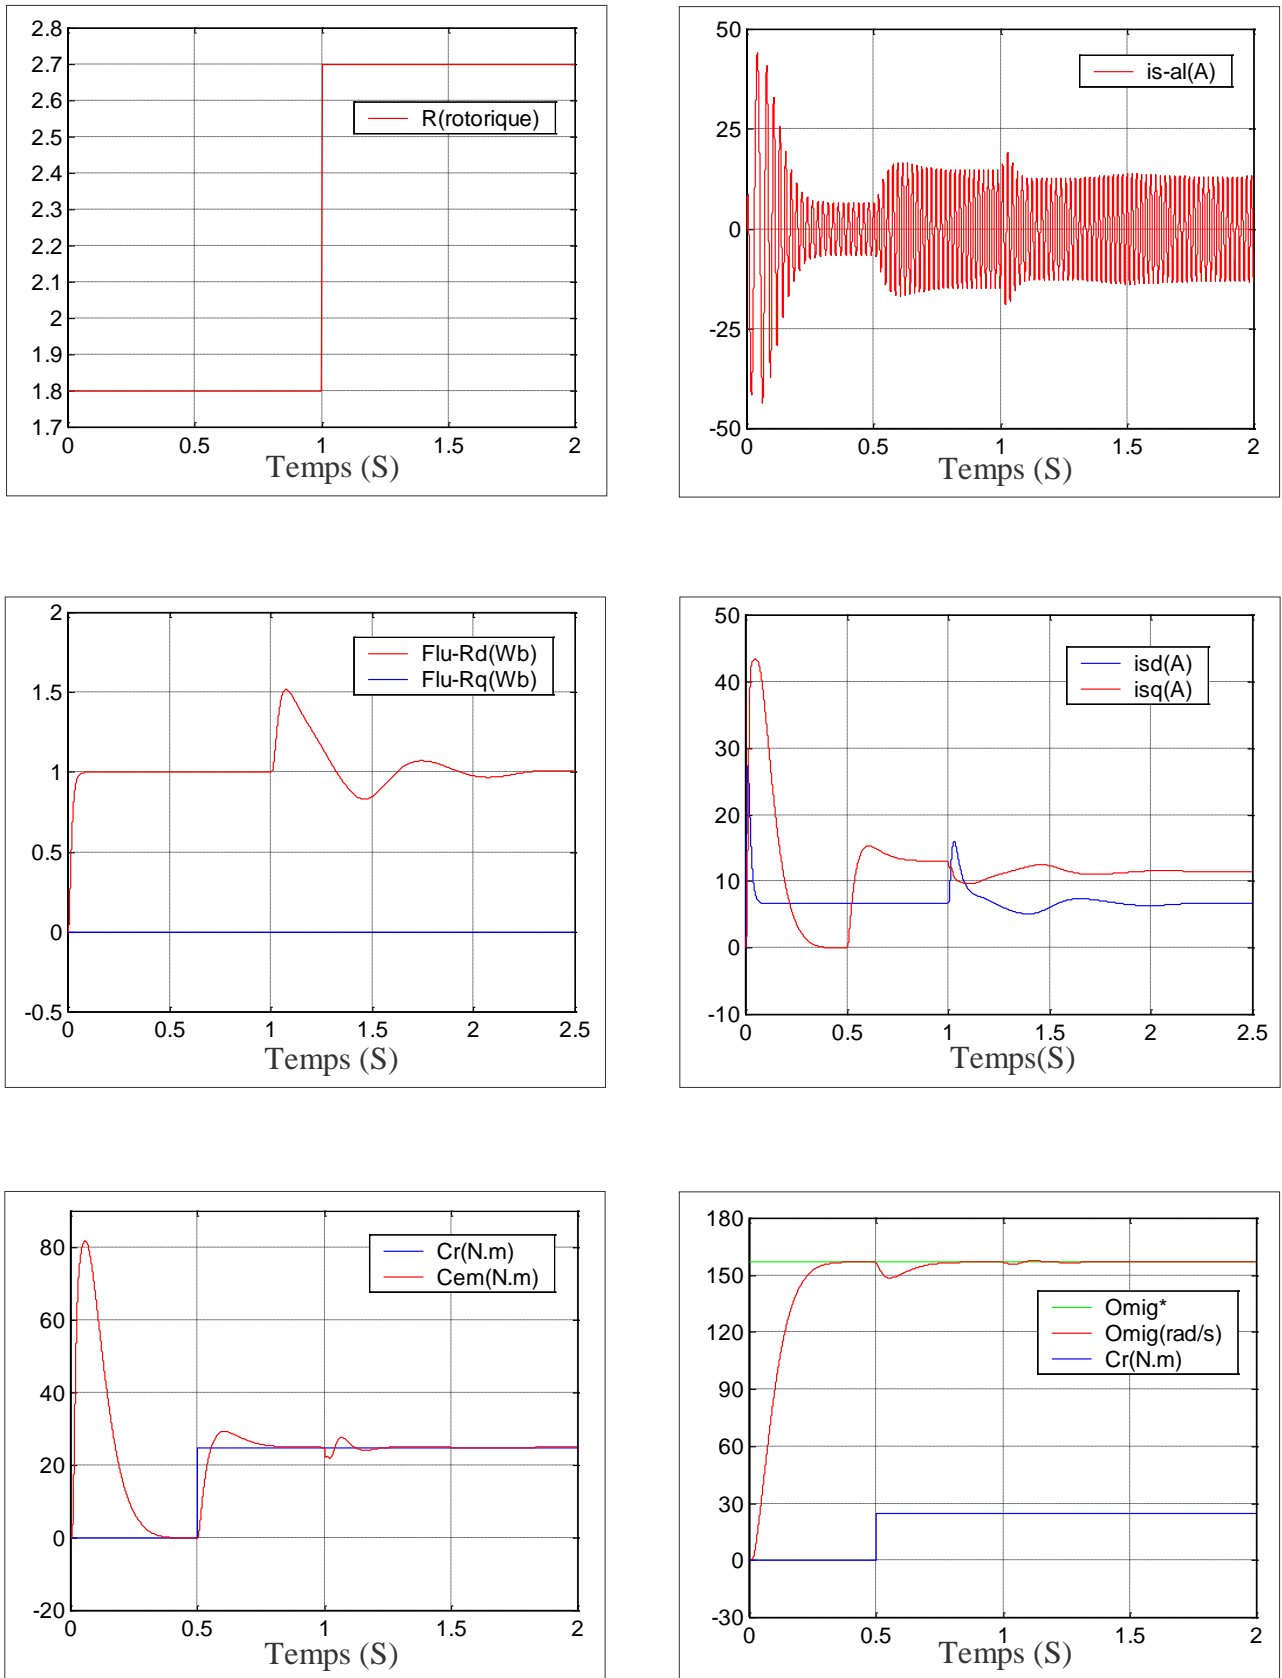 2.8
2.7
2.6
2.5
2.4
2.3
2.2
2.1
2
1.9
1.8
1.7
R(rotorique)
0 0.5 1 1.5 2
Temps (S)
50
25
0
-25
-50
is-al(A)
0 0.5 1 1.5 2
Temps (S)
2
1.5
1
0.5
0
-0.5
Flu-Rd(Wb)
Flu-Rq(Wb)
0 0.5 1 1.5 2 2.5
Temps (S)
50
40
30
20
10
0
-10
isd(A)
isq(A)
0 0.5 1 1.5 2 2.5
Temps(S)
80
60
40
20
0
-20
Cr(N.m)
Cem(N.m)
0 0.5 1 1.5 2
Temps (S)
180
150
120
90
60
30
0
-30
Omig*
Omig(rad/s)
Cr(N.m)
0 0.5 1 1.5 2
Temps (S)